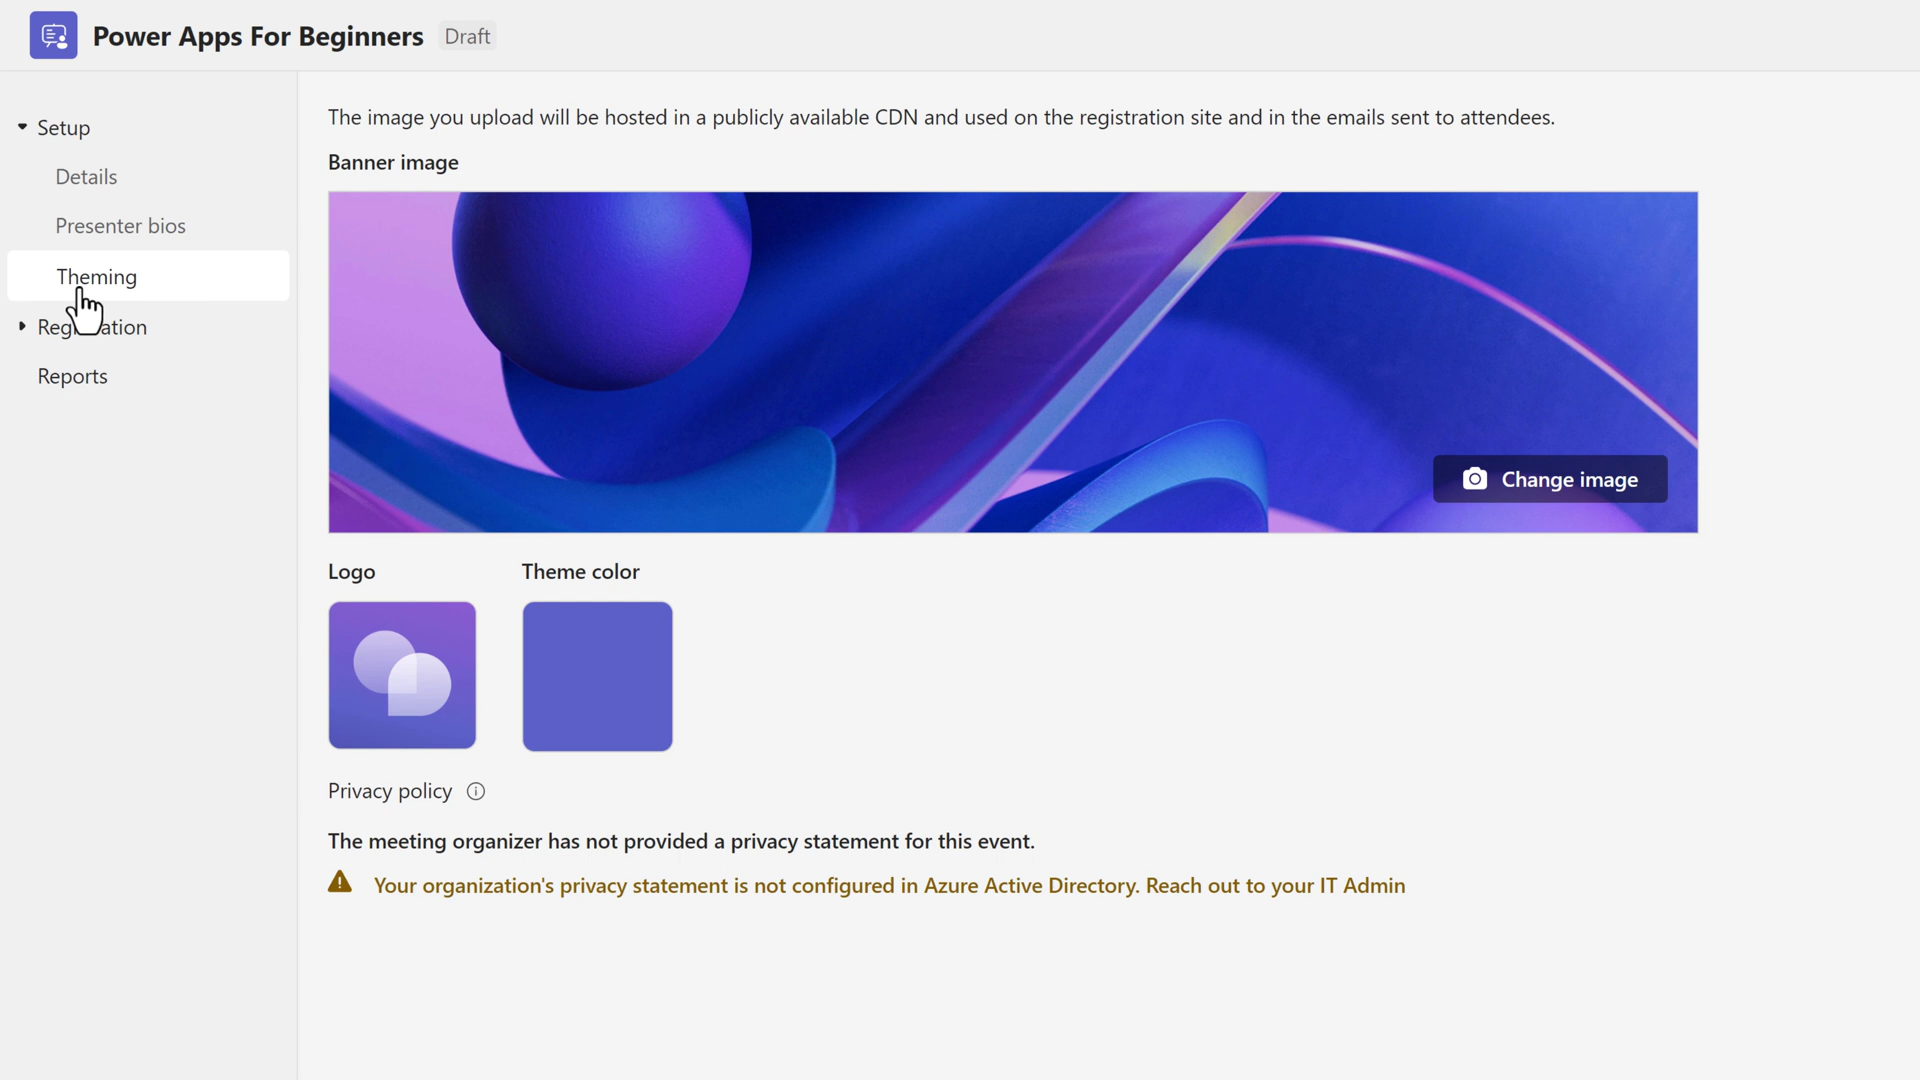 Power Apps For Beginners Draft
Setup
Details
Presenter bios
Theming
Reg ation
Reports
The image you upload will be hosted in a publicly available CDN and used on the registration site and in the emails sent to attendees.
Banner image
Change image
Logo Theme color
Privacy policy
The meeting organizer has not provided a privacy statement for this event.
Your organization's privacy statement is not configured in Azure Active Directory. Reach out to your IT Admin